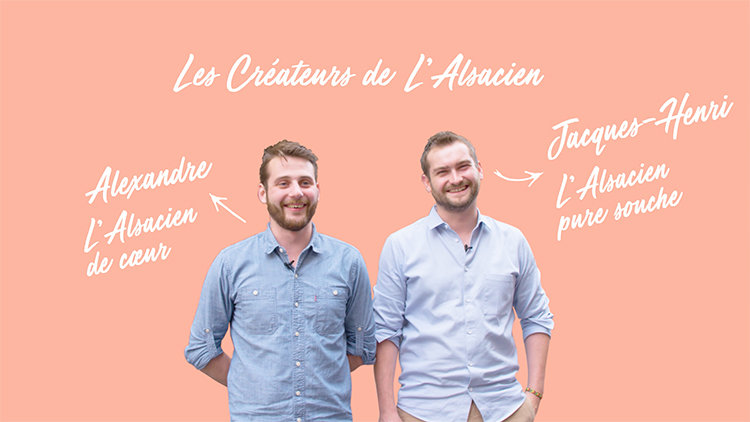 Les Créateurs de L'Alsacien
Alexandre
L'Alsacien
de cœur
Jacques-Henri
L'Alsacien
pure souche